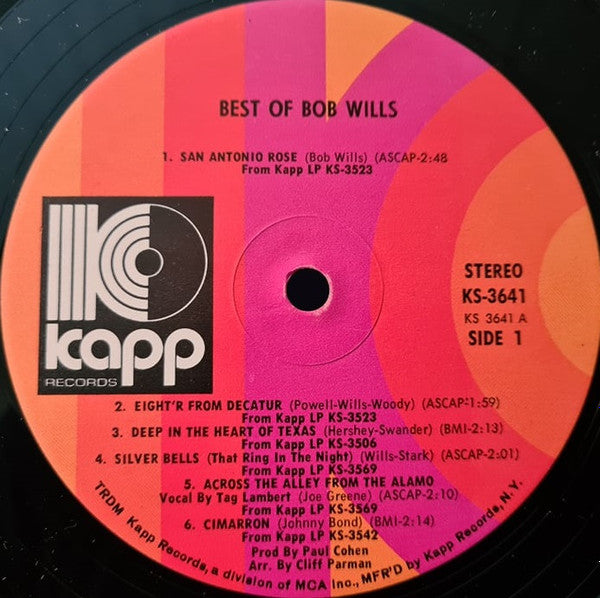 BEST OF BOB WILLS
1. SAN ANTONIO ROSE (Bob Wills) (ASCAP-2:48
From Kapp LP KS-3523
kapp
RECORDS
STEREO
KS-3641
KS 3641 A
SIDE 1
2. EIGHT'R FROM DECATUR (Powell-Wills-Woody) (ASCAP-1:59)
From Kapp LP KS-3523
3. DEEP IN THE HEART OF TEXAS (Hershey-Swander) (BMI-2:13)
From Kapp LP KS-3506
4. SILVER BELLS (That Ring In The Night) (Wills-Stark) (ASCAP-2:01)
From Kapp LP KS-3569
5. ACROSS THE ALLEY FROM THE ALAMO
Vocal By Tag Lambert (Joe Greene) (ASCAP-2:10)
From Kapp LP KS-3569
6. CIMARRON (Johnny Bond) (BMI-2:14)
From Kapp LP KS-3542
Prod By Paul Cohen
Arr. By Cliff Parman
TRDM Kapp Records, a division of MCA Inc., MFR'D by Kapp Records, N.Y.